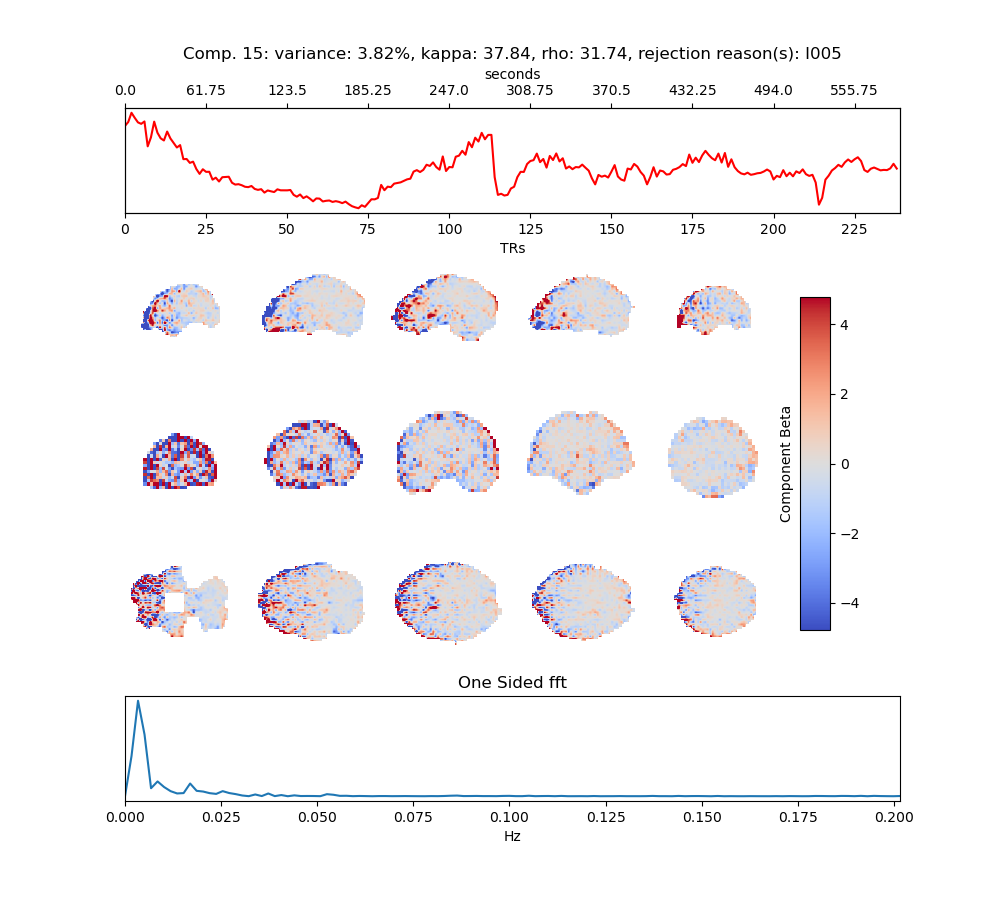 Comp. 15: variance: 3.82%, kappa: 37.84, rho: 31.74, rejection reason(s): I005
seconds
0.0 61.75 123.5 185.25 247.0 308.75 370.5 432.25 494.0 555.75
0 25 50 75 100 125 150 175 200 225
TRs
4
2
0
−2
−4
Component Beta
One Sided fft
0.000 0.025 0.050 0.075 0.100 0.125 0.150 0.175 0.200
Hz